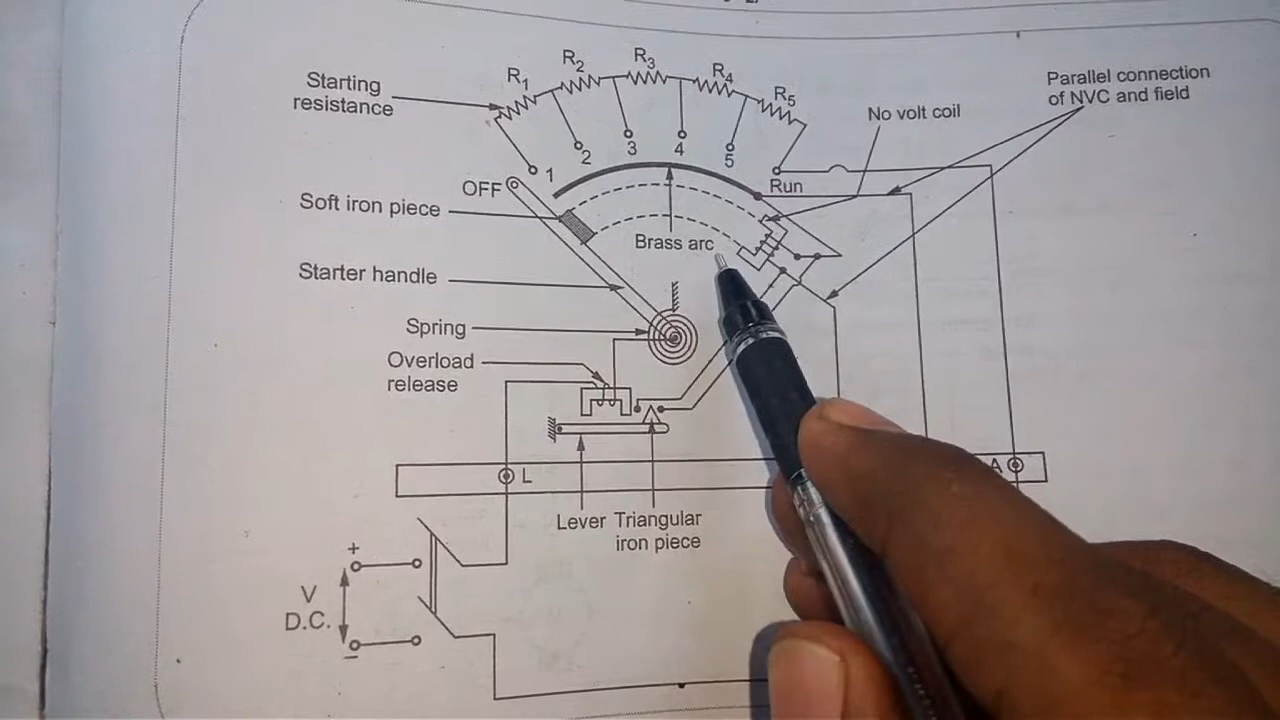 R1
R2
R3
R4
R5
Starting
resistance
Parallel connection
of NVC and field
No volt coil
1
2
3
4
5
Run
OFF
Soft iron piece
Brass arc
Starter handle
Spring
Overload
release
L
A
Lever
Triangular
iron piece
+
V
D.C.
−